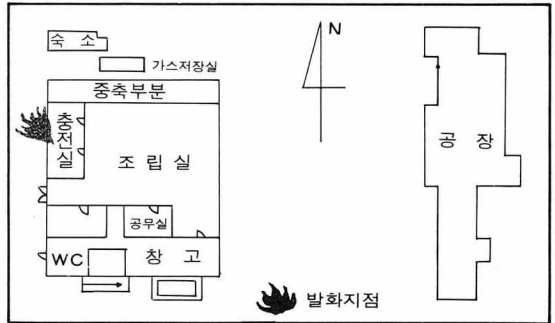 숙 소
N
가스저장실
중축부분
충전실
조 립 실
공 장
공무실
WC
창 고
발화지점